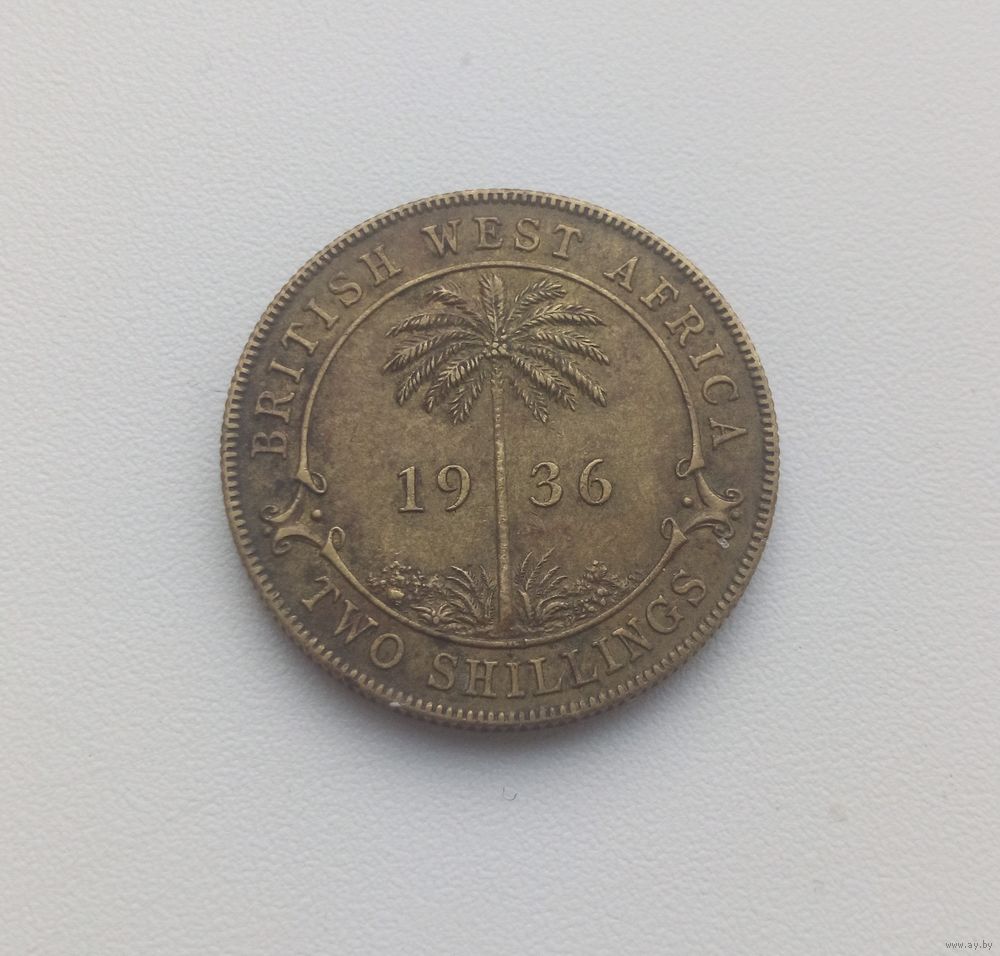 BRITISH WEST AFRICA
1936
TWO SHILLINGS
www.ay.by